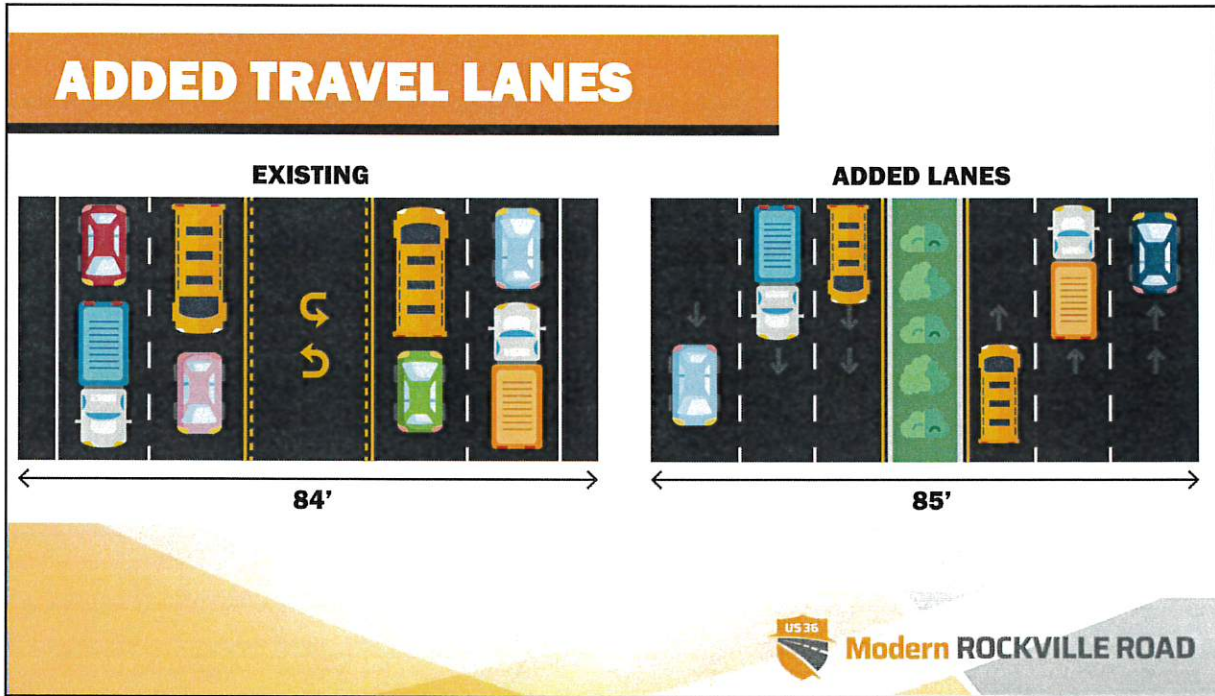 ADDED TRAVEL LANES
EXISTING
ADDED LANES
84’
85’
US 36
Modern ROCKVILLE ROAD